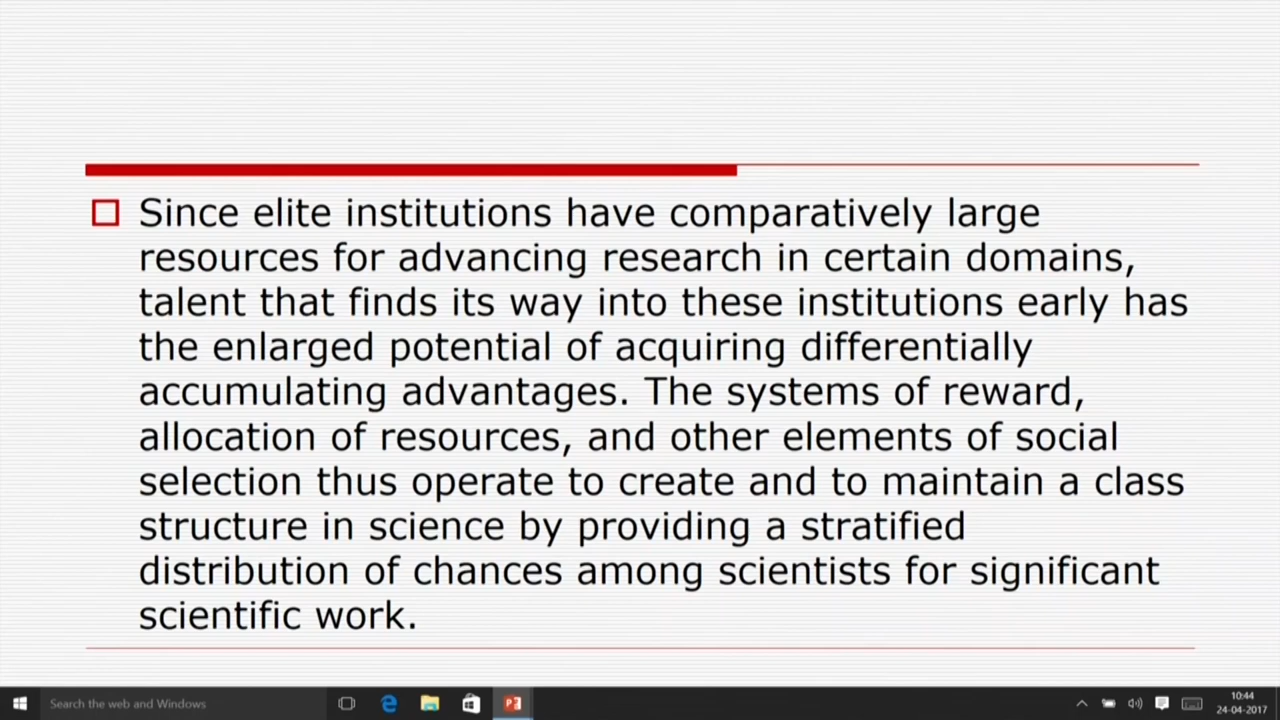 Since elite institutions have comparatively large
resources for advancing research in certain domains,
talent that finds its way into these institutions early has
the enlarged potential of acquiring differentially
accumulating advantages. The systems of reward,
allocation of resources, and other elements of social
selection thus operate to create and to maintain a class
structure in science by providing a stratified
distribution of chances among scientists for significant
scientific work.
Search the web and Windows
10:44
24-04-2017